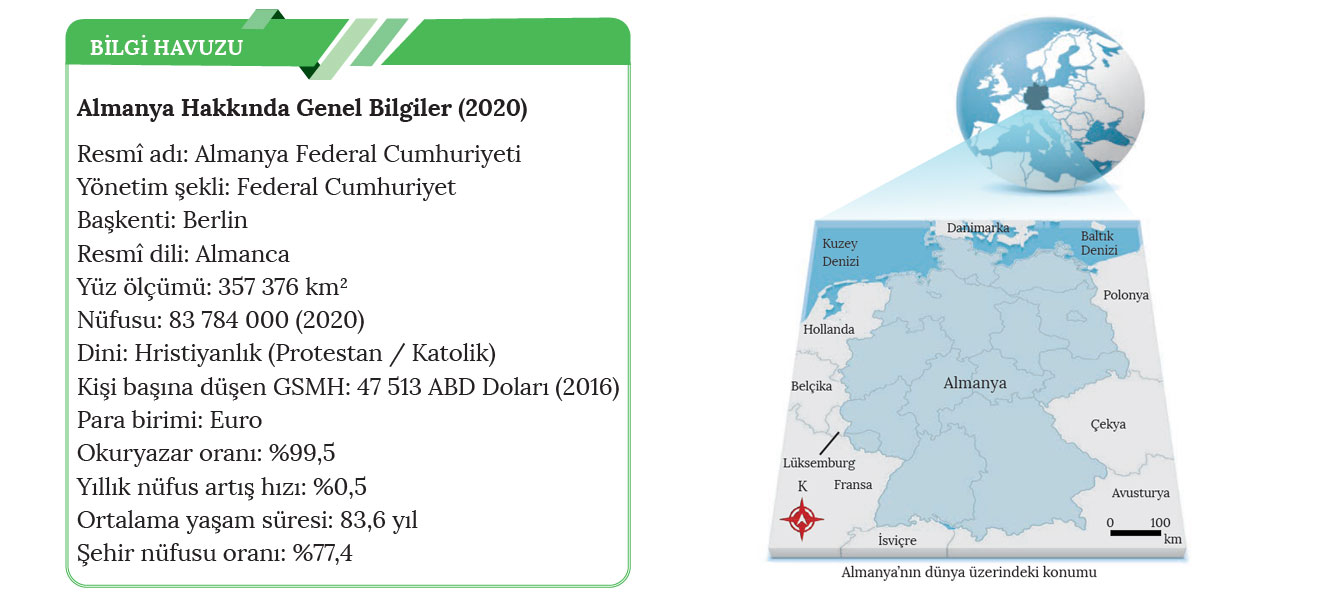 BİLGİ HAVUZU
Almanya Hakkında Genel Bilgiler (2020)
Resmî adı: Almanya Federal Cumhuriyeti
Yönetim şekli: Federal Cumhuriyet
Başkenti: Berlin
Resmî dili: Almanca
Yüz ölçümü: 357 376 km²
Nüfusu: 83 784 000 (2020)
Dini: Hristiyanlık (Protestan / Katolik)
Kişi başına düşen GSMH: 47 513 ABD Doları (2016)
Para birimi: Euro
Okuryazar oranı: %99,5
Yıllık nüfus artış hızı: %0,5
Ortalama yaşam süresi: 83,6 yıl
Şehir nüfusu oranı: %77,4
Danimarka
Kuzey
Denizi
Baltık
Denizi
Polonya
Hollanda
Belçika
Almanya
Çekya
Lüksemburg
K
Fransa
Avusturya
İsviçre
0 100
km
Almanya'nın dünya üzerindeki konumu